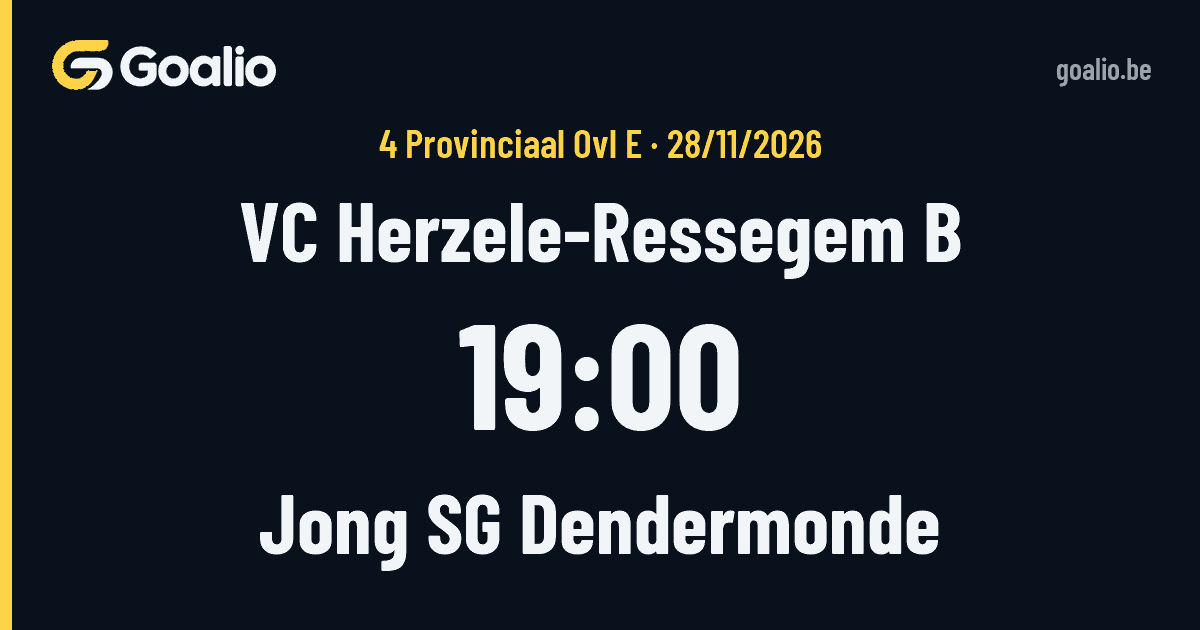 Goalio
goalio.be
4 Provinciaal Ovl E · 28/11/2026
VC Herzele-Ressegem B
19:00
Jong SG Dendermonde